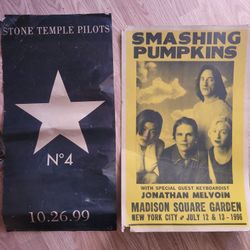 STONE TEMPLE PILOTS
Nº4
10.26.99
SMASHING
PUMPKINS
WITH SPECIAL GUEST KEYBOARDIST
JONATHAN MELVOIN
MADISON SQUARE GARDEN
NEW YORK CITY • JULY 12 & 13 - 1996